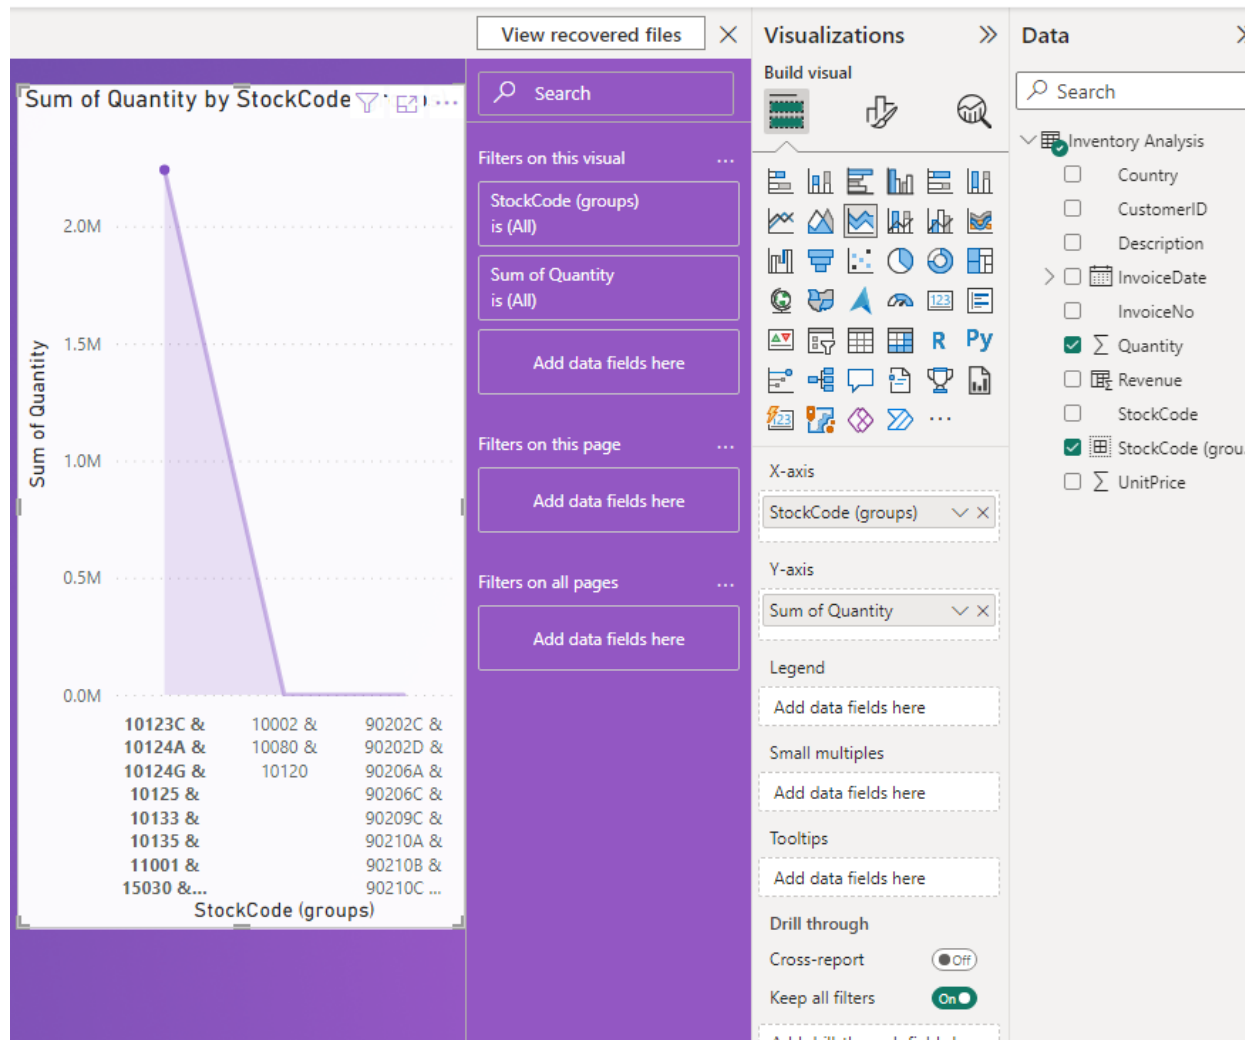 View recovered files
Sum of Quantity by StockCode
2.0M
1.5M
1.0M
0.5M
0.0M
Sum of Quantity
10123C &
10124A &
10124G &
10125 &
10133 &
10135 &
11001 &
15030 &...
10002 &
10080 &
10120
90202C &
90202D &
90206A &
90206C &
90209C &
90210A &
90210B &
90210C ...
StockCode (groups)
Search
Filters on this visual
StockCode (groups)
is (All)
Sum of Quantity
is (All)
Add data fields here
Filters on this page
Add data fields here
Filters on all pages
Add data fields here
Visualizations
Build visual
123
R
Py
123
X-axis
StockCode (groups)
Y-axis
Sum of Quantity
Legend
Add data fields here
Small multiples
Add data fields here
Tooltips
Add data fields here
Drill through
Cross-report
Off
Keep all filters
On
Data
Search
Inventory Analysis
Country
CustomerID
Description
InvoiceDate
InvoiceNo
Quantity
Revenue
StockCode
StockCode (grou.
UnitPrice